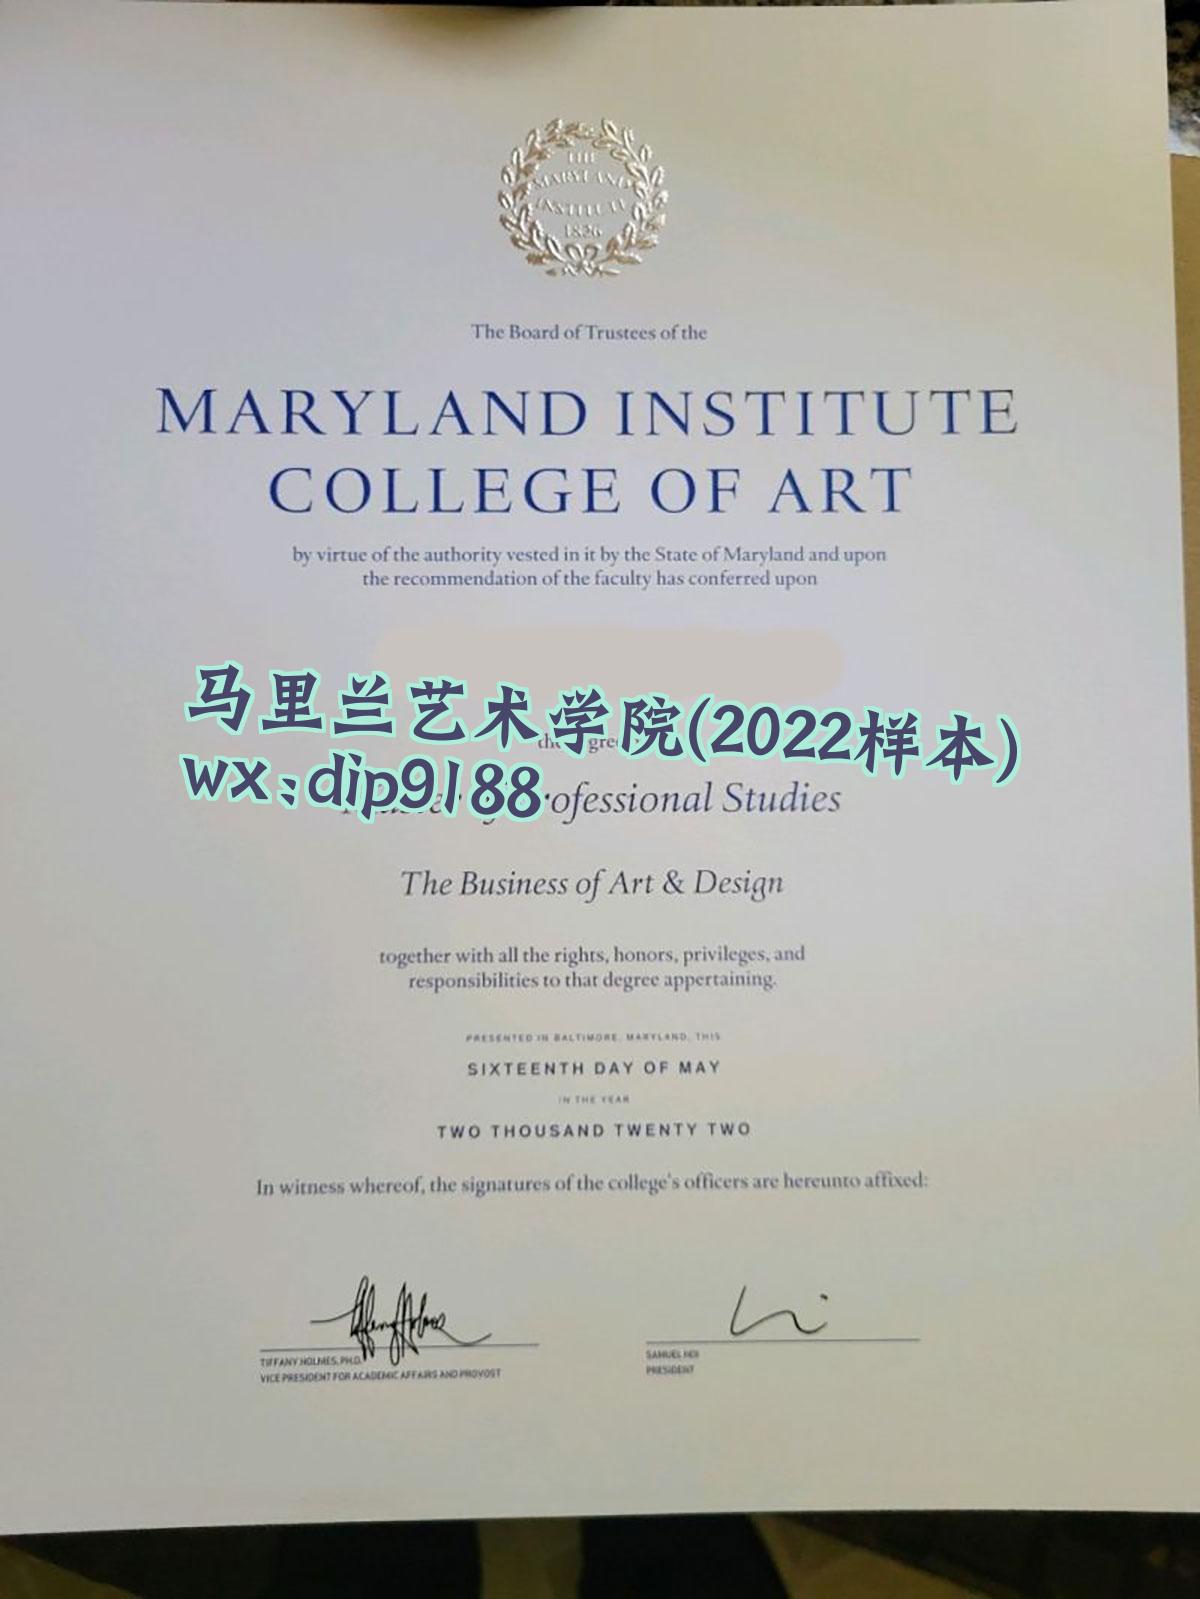 THE
MARYLAND
INSTITUTE
1826
The Board of Trustees of the
MARYLAND INSTITUTE
COLLEGE OF ART
by virtue of the authority vested in it by the State of Maryland and upon
the recommendation of the faculty has conferred upon
马里兰艺术学院(2022样本)
wx:dip9188
Professional Studies
The Business of Art & Design
together with all the rights, honors, privileges, and
responsibilities to that degree appertaining.
PRESENTED IN BALTIMORE, MARYLAND, THIS
SIXTEENTH DAY OF MAY
IN THE YEAR
TWO THOUSAND TWENTY TWO
In witness whereof, the signatures of the college's officers are hereunto affixed:
TIFFANY HOLMES, PH.D.
VICE PRESIDENT FOR ACADEMIC AFFAIRS AND PROVOST
SAMUEL HOI
PRESIDENT